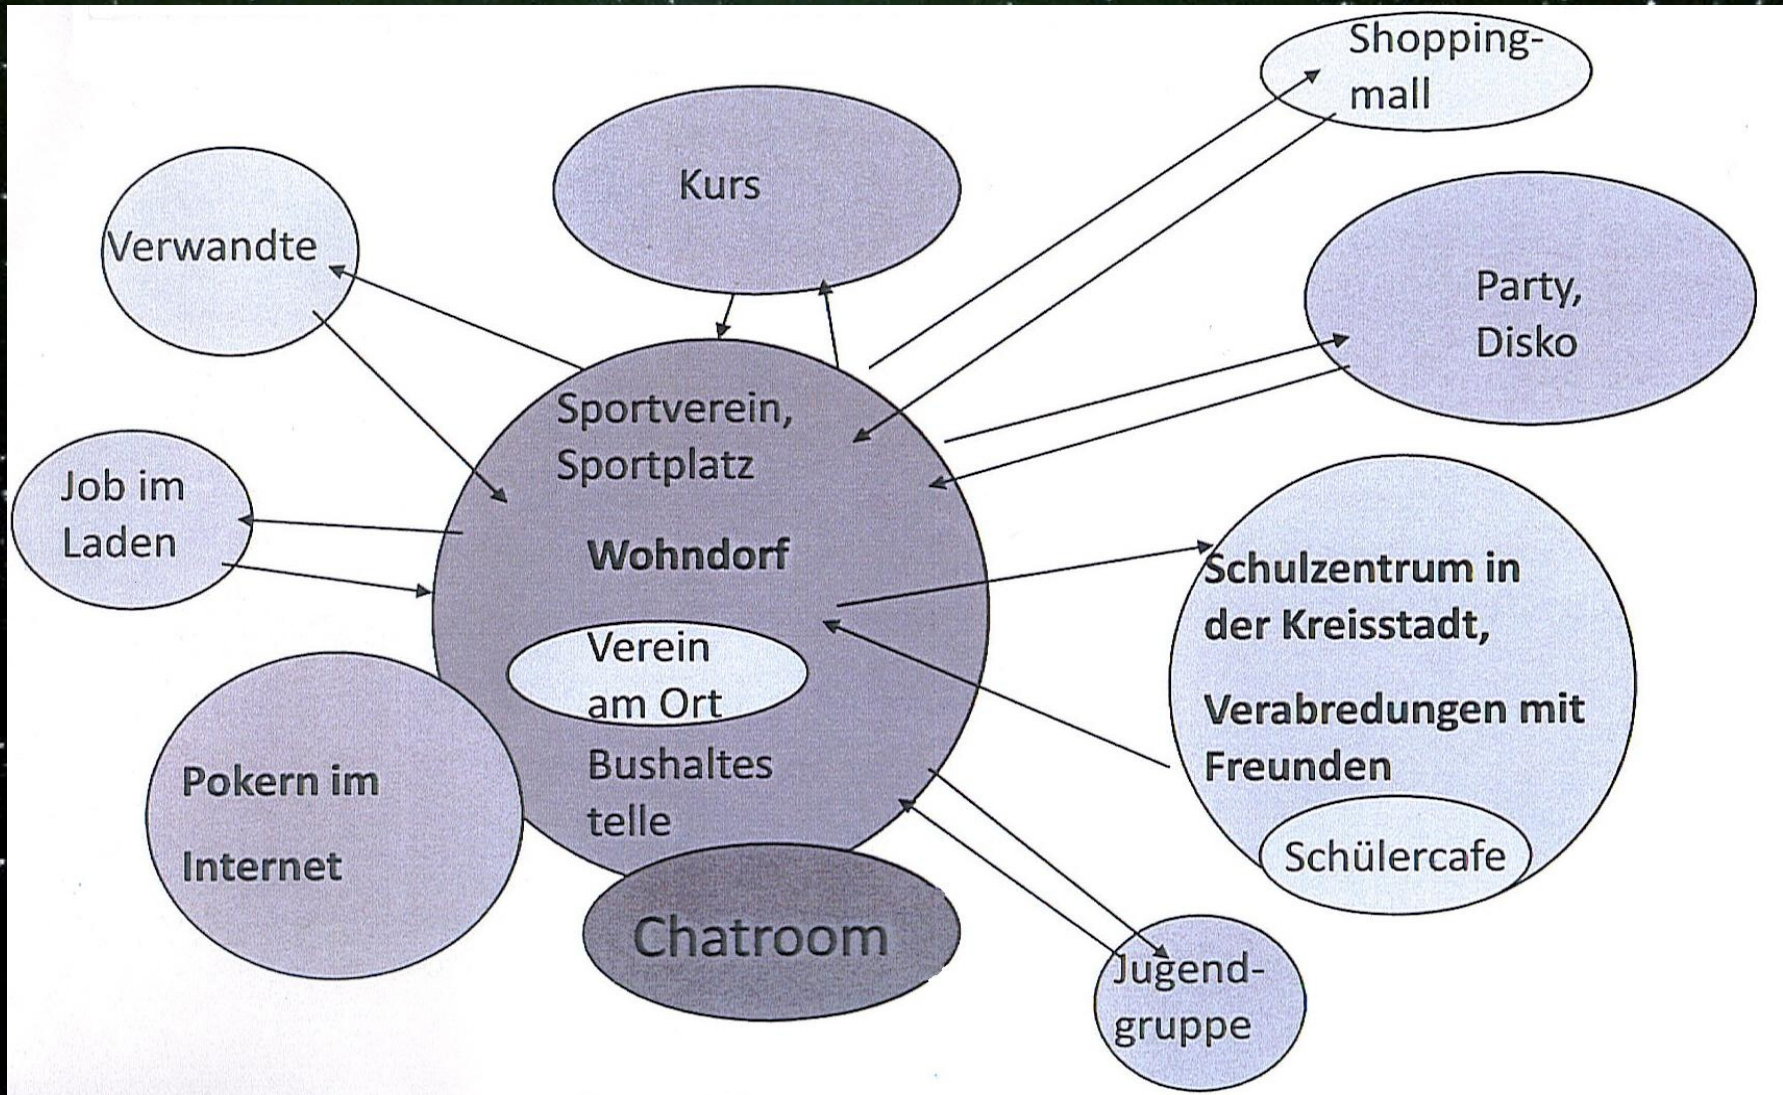 Shopping-
mall
Kurs
Verwandte
Party,
Disko
Sportverein,
Sportplatz
Job im
Laden
Wohndorf
Schulzentrum in
der Kreisstadt,
Verein
am Ort
Verabredungen mit
Freunden
Bushaltes
telle
Pokern im
Internet
Schülercafe
Chatroom
Jugend-
gruppe